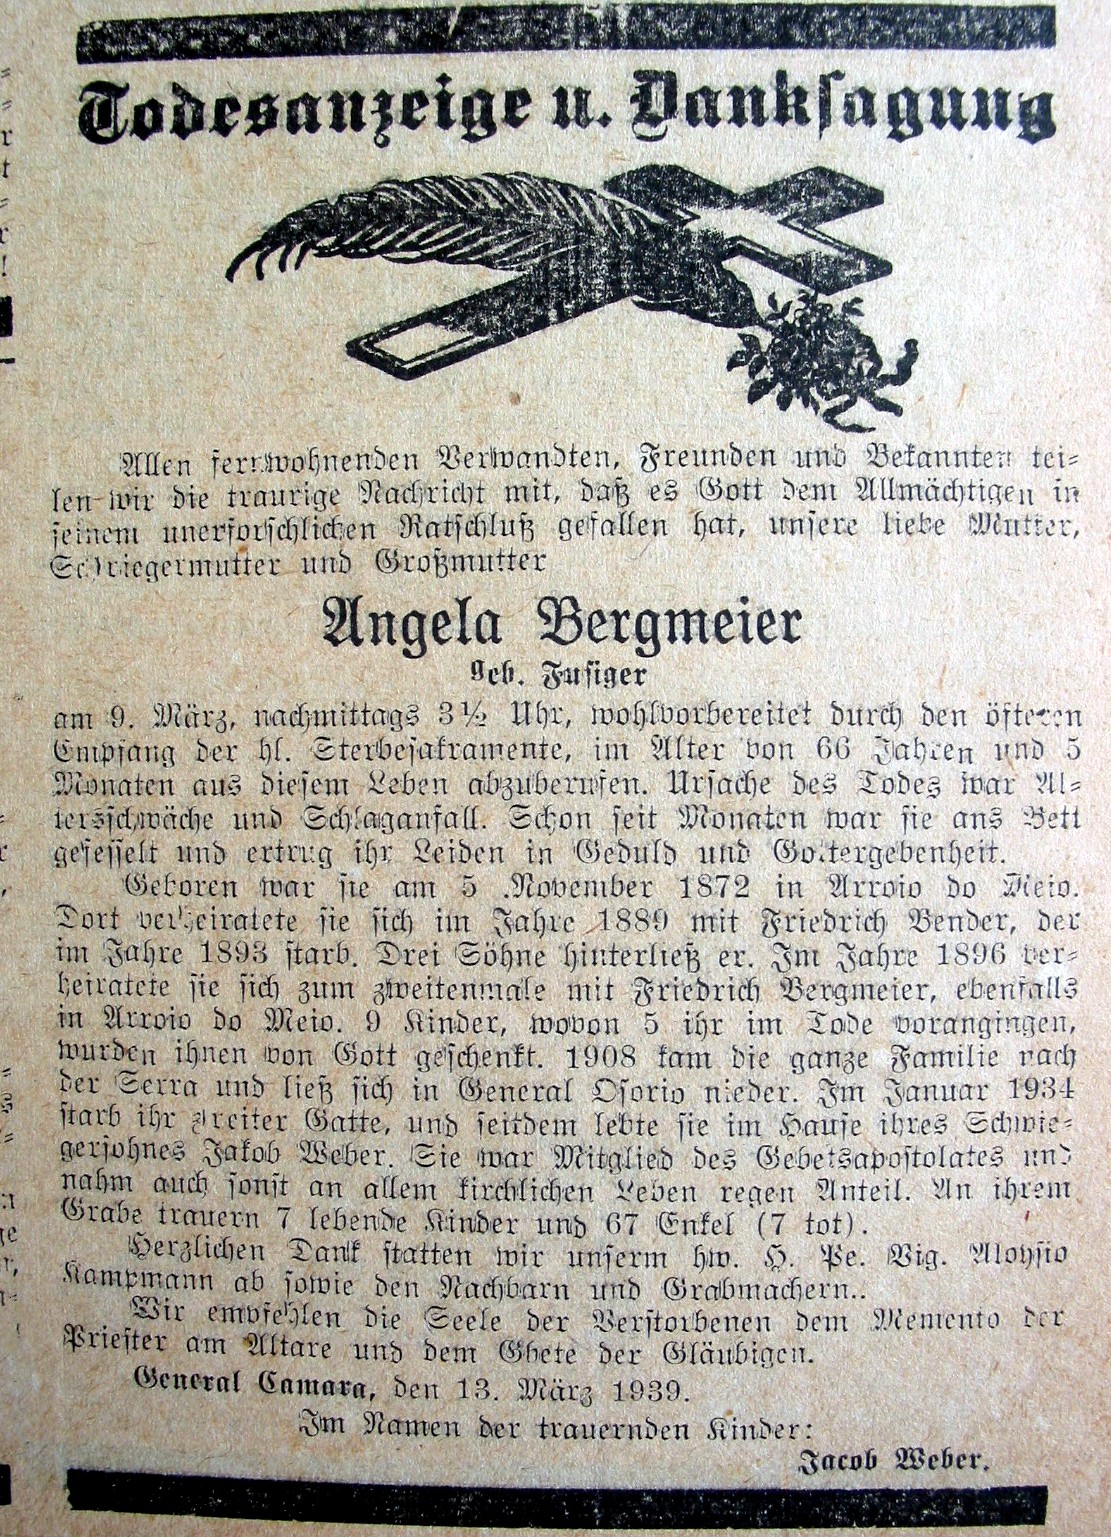 Todesanzeige u. Danksagung
Allen fernwohnenden Verwandten, Freunden und Bekannten tei-
len wir die traurige Nachricht mit, daß es Gott dem Allmächtigen in
seinem unerforschlichen Ratschluß gefallen hat, unsere liebe Mutter,
Schwiegermutter und Großmutter
Angela Bergmeier
geb. Fusiger
am 9. März, nachmittags 3½ Uhr, wohlvorbereitet durch den öfteren
Empfang der hl. Sterbesakramente, im Alter von 66 Jahren und 5
Monaten aus diesem Leben abzuberufen. Ursache des Todes war Al-
tersschwäche und Schlaganfall. Schon seit Monaten war sie ans Bett
gefesselt und ertrug ihr Leiden in Geduld und Gottergebenheit.
Geboren war sie am 5 .November 1872 in Arroio do Meio.
Dort verheiratete sie sich im Jahre 1889 mit Friedrich Bender, der
im Jahre 1893 starb. Drei Söhne hinterließ er. Im Jahre 1896 ver-
heiratete sie sich zum zweitenmale mit Friedrich Bergmeier, ebenfalls
in Arroio do Meio. 9 Kinder, wovon 5 ihr im Tode vorangingen,
wurden ihnen von Gott geschenkt. 1908 kam die ganze Familie nach
der Serra und ließ sich in General Osorio nieder. Im Januar 1934
starb ihr zweiter Gatte, und seitdem lebte sie im Hause ihres Schwie-
gersohnes Jakob Weber. Sie war Mitglied des Gebetsapostolates und
nahm auch sonst an allem kirchlichen Leben regen Anteil. An ihrem
Grabe trauern 7 lebende Kinder und 67 Enkel (7 tot).
Herzlichen Dank statten wir unserm hw. H. Pe. Vig. Aloysio
Kampmann ab sowie den Nachbarn und Grabmachern..
Wir empfehlen die Seele der Verstorbenen dem Memento der
Priester am Altare und dem Gbete der Gläubigen.
General Camara, den 13. März 1939.
Im Namen der trauernden Kinder:
Jacob Weber.